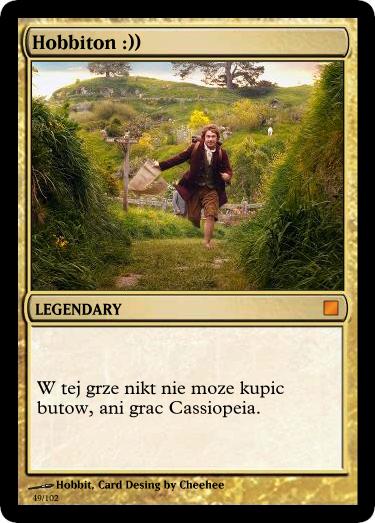 Hobbiton :))
LEGENDARY
W tej grze nikt nie moze kupic
butow, ani grac Cassiopeia.
Hobbit, Card Desing by Cheehee
49/102